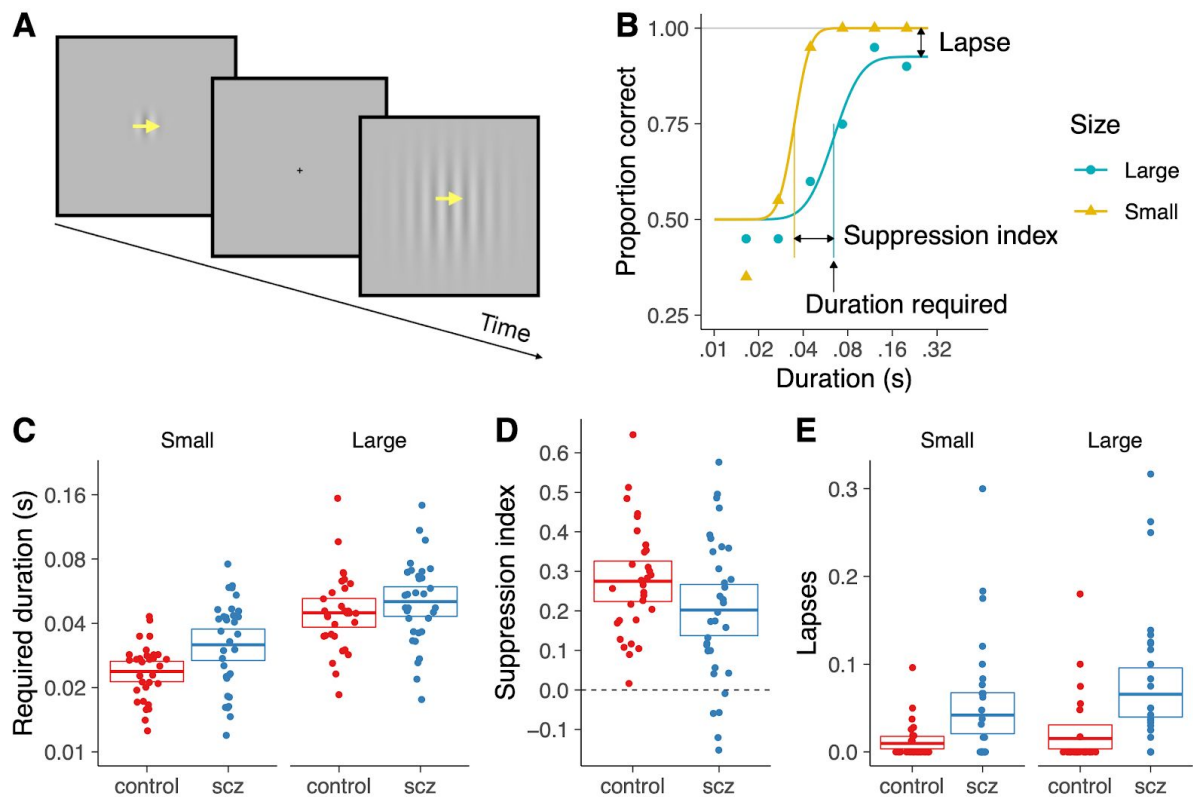 A
Time
B
Proportion correct
1.00
0.75
0.50
0.25
Lapse
Suppression index
Duration required
.01 .02 .04 .08 .16 .32
Duration (s)
Size
Large
Small
C
Small Large
Required duration (s)
0.16
0.08
0.04
0.02
0.01
control scz control scz
D
Suppression index
0.6
0.5
0.4
0.3
0.2
0.1
0.0
−0.1
control scz
E
Small Large
Lapses
0.3
0.2
0.1
0.0
control scz control scz